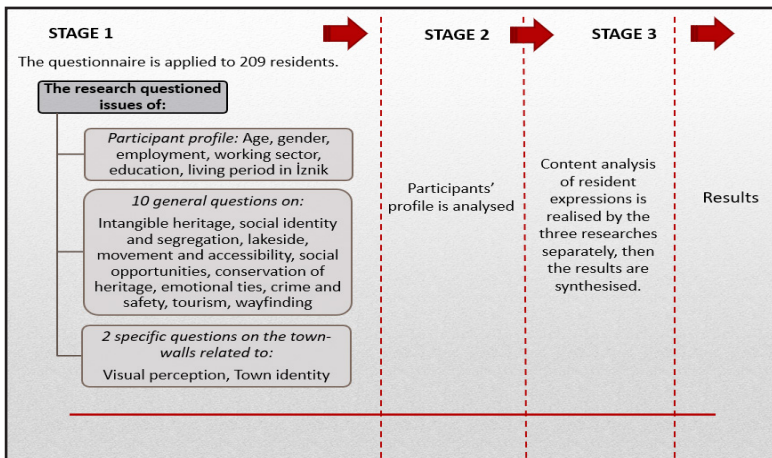 STAGE 1
The questionnaire is applied to 209 residents.
The research questioned
issues of:
Participant profile: Age, gender,
employment, working sector,
education, living period in İznik
10 general questions on:
Intangible heritage, social identity
and segregation, lakeside,
movement and accessibility, social
opportunities, conservation of
heritage, emotional ties, crime and
safety, tourism, wayfinding
2 specific questions on the town-
walls related to:
Visual perception, Town identity
STAGE 2
Participants'
profile is analysed
STAGE 3
Content analysis
of resident
expressions is
realised by the
three researches
separately, then
the results are
synthesised.
Results